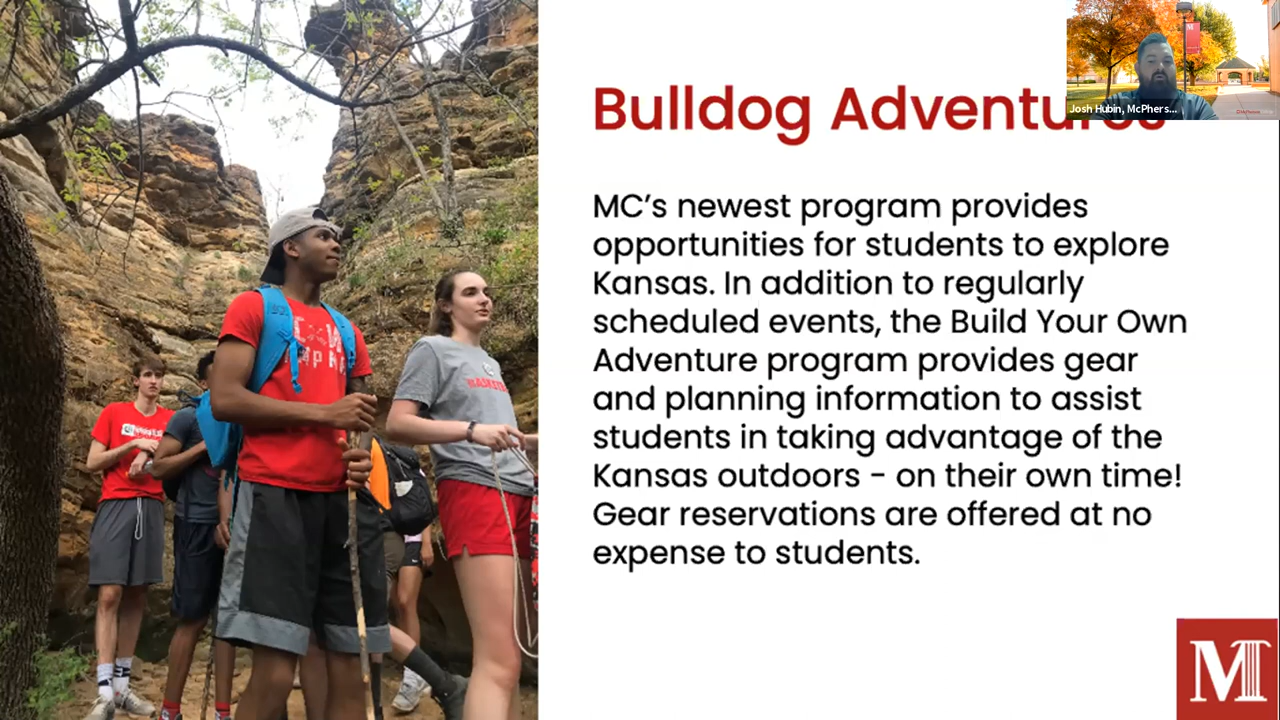 Bulldog Adventures
Josh Hubin, McPhers...
MC's newest program provides
opportunities for students to explore
Kansas. In addition to regularly
scheduled events, the Build Your Own
Adventure program provides gear
and planning information to assist
students in taking advantage of the
Kansas outdoors - on their own time!
Gear reservations are offered at no
expense to students.
M